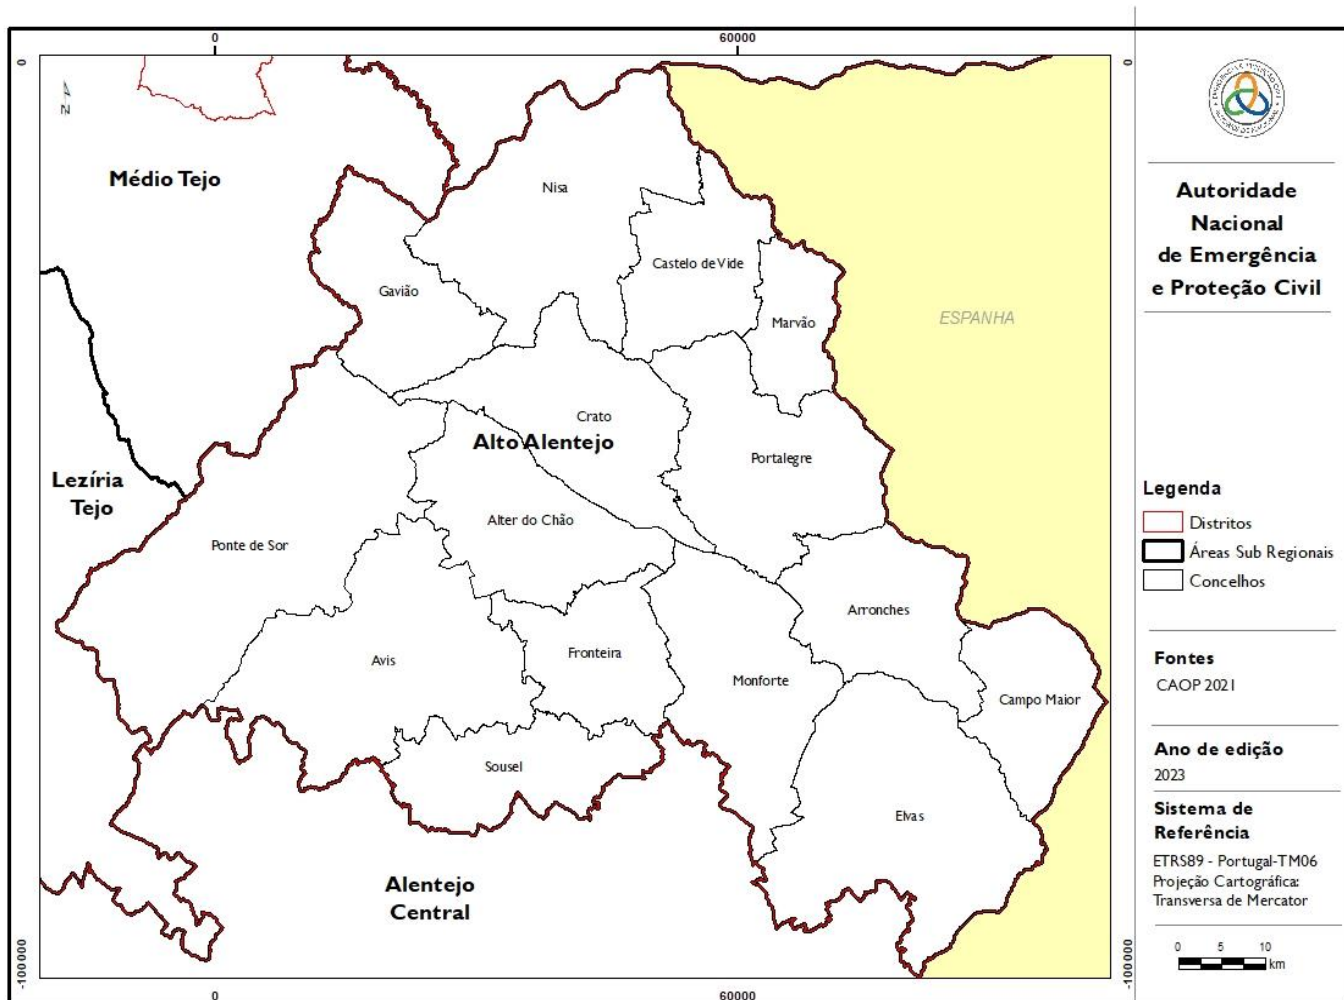 0
60000
0
0
N
Médio Tejo
Nisa
Castelo de Vide
Gavião
Marvão
ESPANHA
Crato
Alto Alentejo
Portalegre
Lezíria
Tejo
Alter do Chão
Ponte de Sor
Arronches
Avis
Fronteira
Monforte
Campo Maior
Sousel
Elvas
Alentejo
Central
-100000
-100000
0
60000
Autoridade
Nacional
de Emergência
e Proteção Civil
Legenda
Distritos
Áreas Sub Regionais
Concelhos
Fontes
CAOP 2021
Ano de edição
2023
Sistema de
Referência
ETRS89 - Portugal-TM06
Projeção Cartográfica:
Transversa de Mercator
0 5 10
km